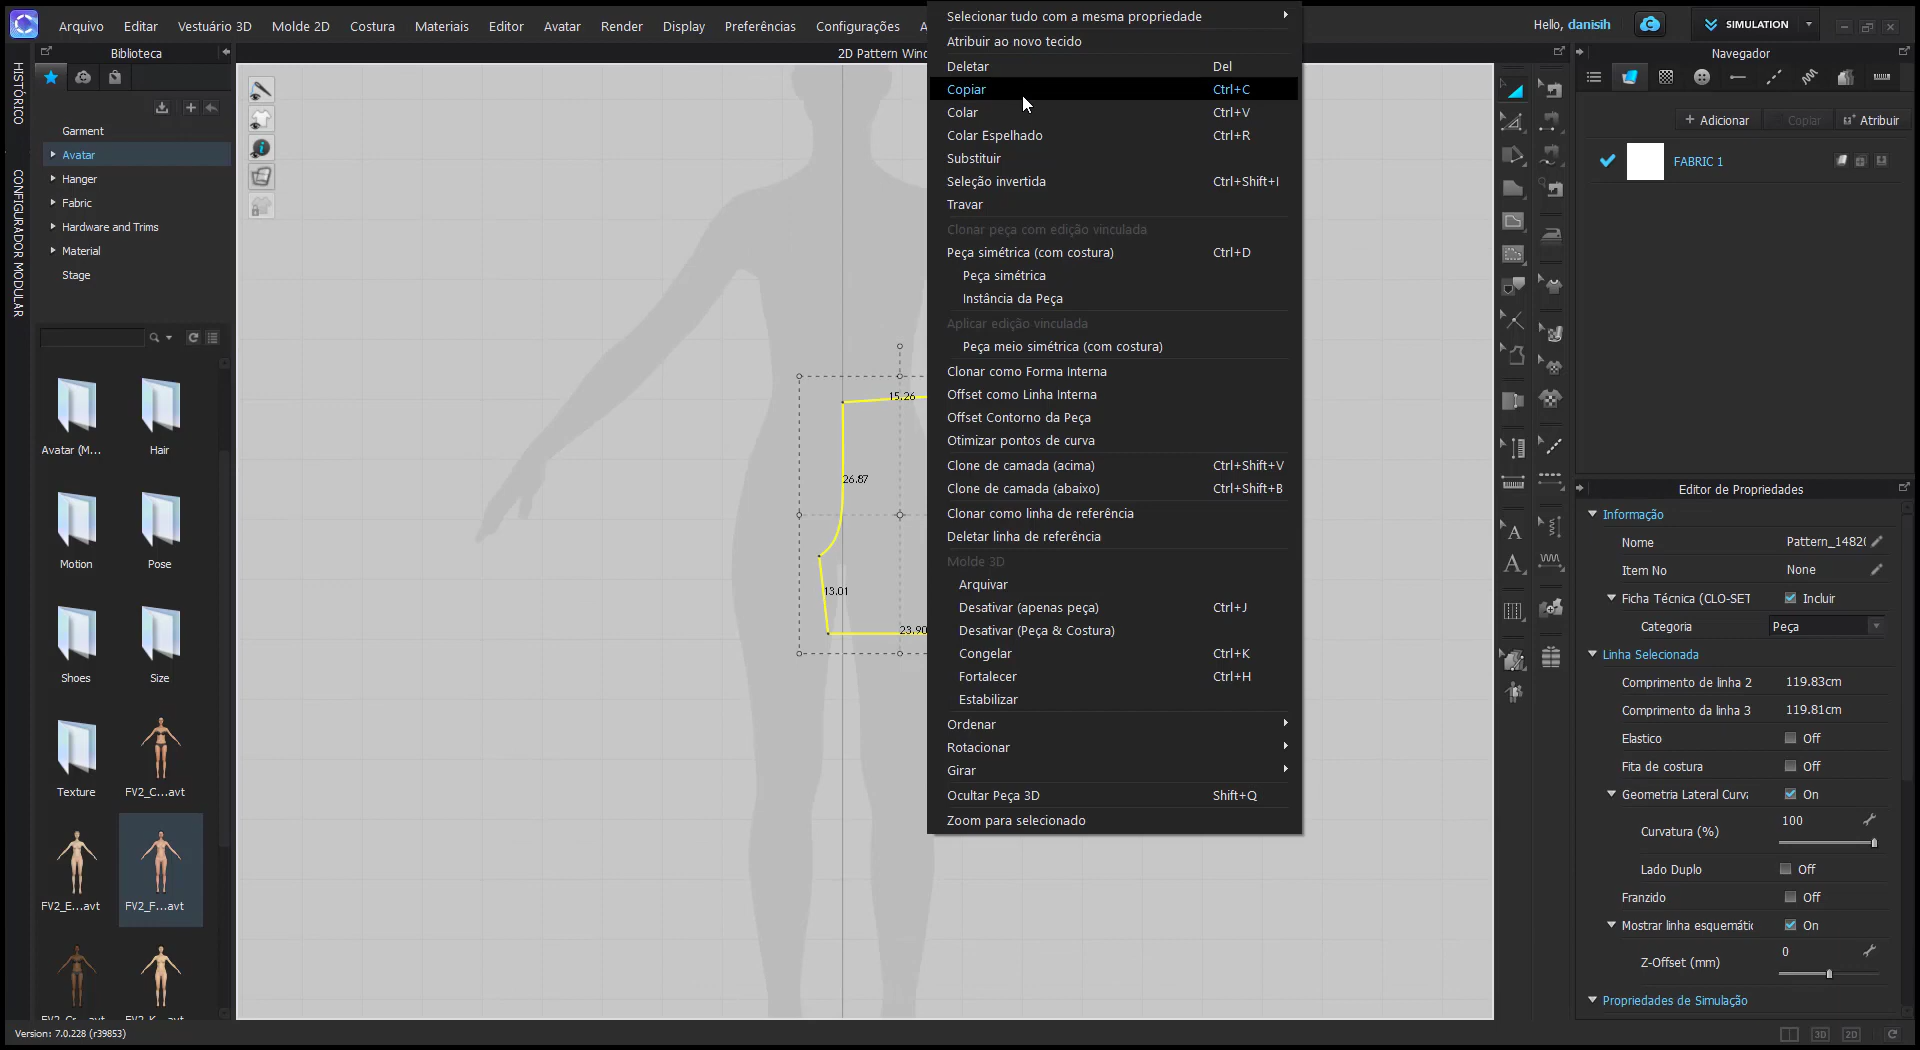 Arquivo
Editar
Vestuário 3D
Molde 2D
Costura
Materiais
Editor
Avatar
Render
Display
Preferências
Configurações
Hello, danisih
SIMULATION
HISTÓRICO
CONFIGURADOR MODULAR
Biblioteca
Garment
Avatar
Hanger
Fabric
Hardware and Trims
Material
Stage
Avatar (M...
Hair
Motion
Pose
Shoes
Size
Texture
FV2_C...avt
FV2_E...avt
FV2_F...avt
FV2_Cr...avt
FV2_K...avt
Version: 7.0.228 (r39853)
2D Pattern Win
15.26
26.87
13.01
23.90
Selecionar tudo com a mesma propriedade
Atribuir ao novo tecido
Deletar Del
Copiar Ctrl+C
Colar Ctrl+V
Colar Espelhado Ctrl+R
Substituir
Seleção invertida Ctrl+Shift+I
Travar
Clonar peça com edição vinculada
Peça simétrica (com costura) Ctrl+D
Peça simétrica
Instância da Peça
Aplicar edição vinculada
Peça meio simétrica (com costura)
Clonar como Forma Interna
Offset como Linha Interna
Offset Contorno da Peça
Otimizar pontos de curva
Clone de camada (acima) Ctrl+Shift+V
Clone de camada (abaixo) Ctrl+Shift+B
Clonar como linha de referência
Deletar linha de referência
Molde 3D
Arquivar
Desativar (apenas peça) Ctrl+J
Desativar (Peça & Costura)
Congelar Ctrl+K
Fortalecer Ctrl+H
Estabilizar
Ordenar
Rotacionar
Girar
Ocultar Peça 3D Shift+Q
Zoom para selecionado
Navegador
Adicionar
Copiar
Atribuir
FABRIC 1
Editor de Propriedades
Informação
Nome Pattern_1482
Item No None
Ficha Técnica (CLO-SET Incluir
Categoria Peça
Linha Selecionada
Comprimento de linha 2 119.83cm
Comprimento da linha 3 119.81cm
Elastico Off
Fita de costura Off
Geometria Lateral Curva On
Curvatura (%) 100
Lado Duplo Off
Franzido Off
Mostrar linha esquemátic On
Z-Offset (mm) 0
Propriedades de Simulação
3D
2D